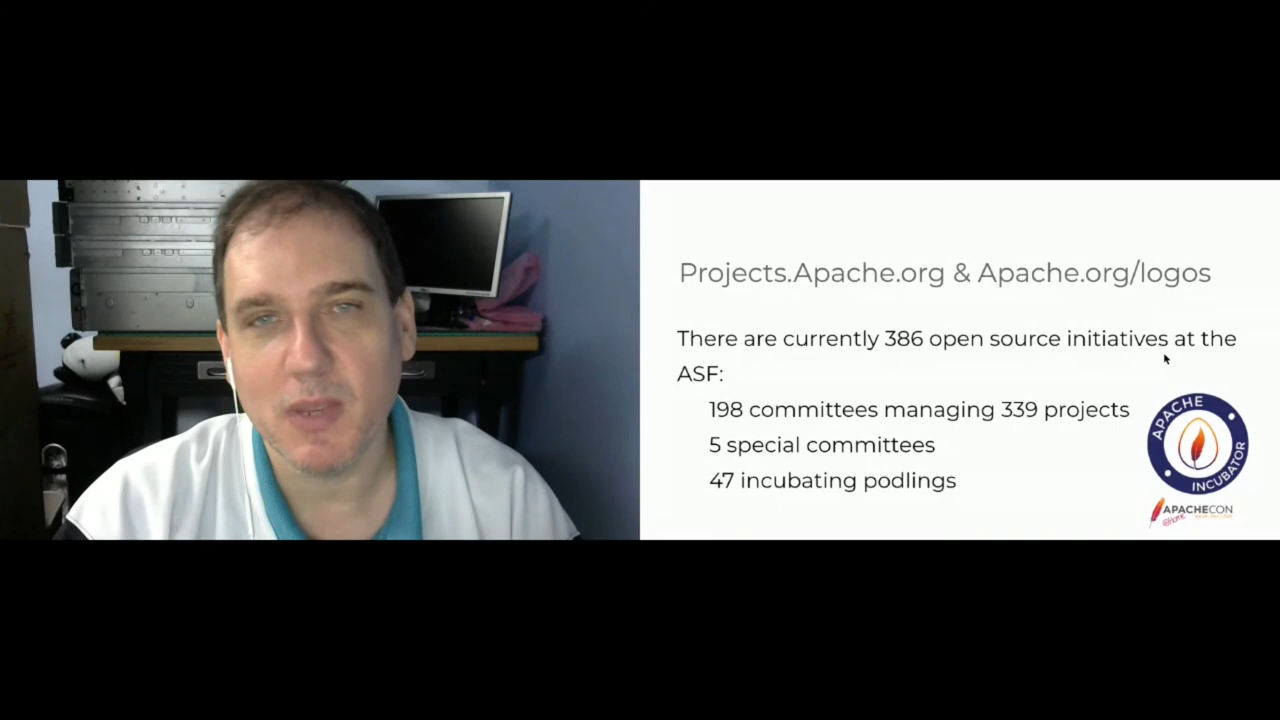 Projects.Apache.org & Apache.org/logos
There are currently 386 open source initiatives at the
ASF:
198 committees managing 339 projects
5 special committees
47 incubating podlings
APACHE
INCUBATOR
APACHECON
@Home